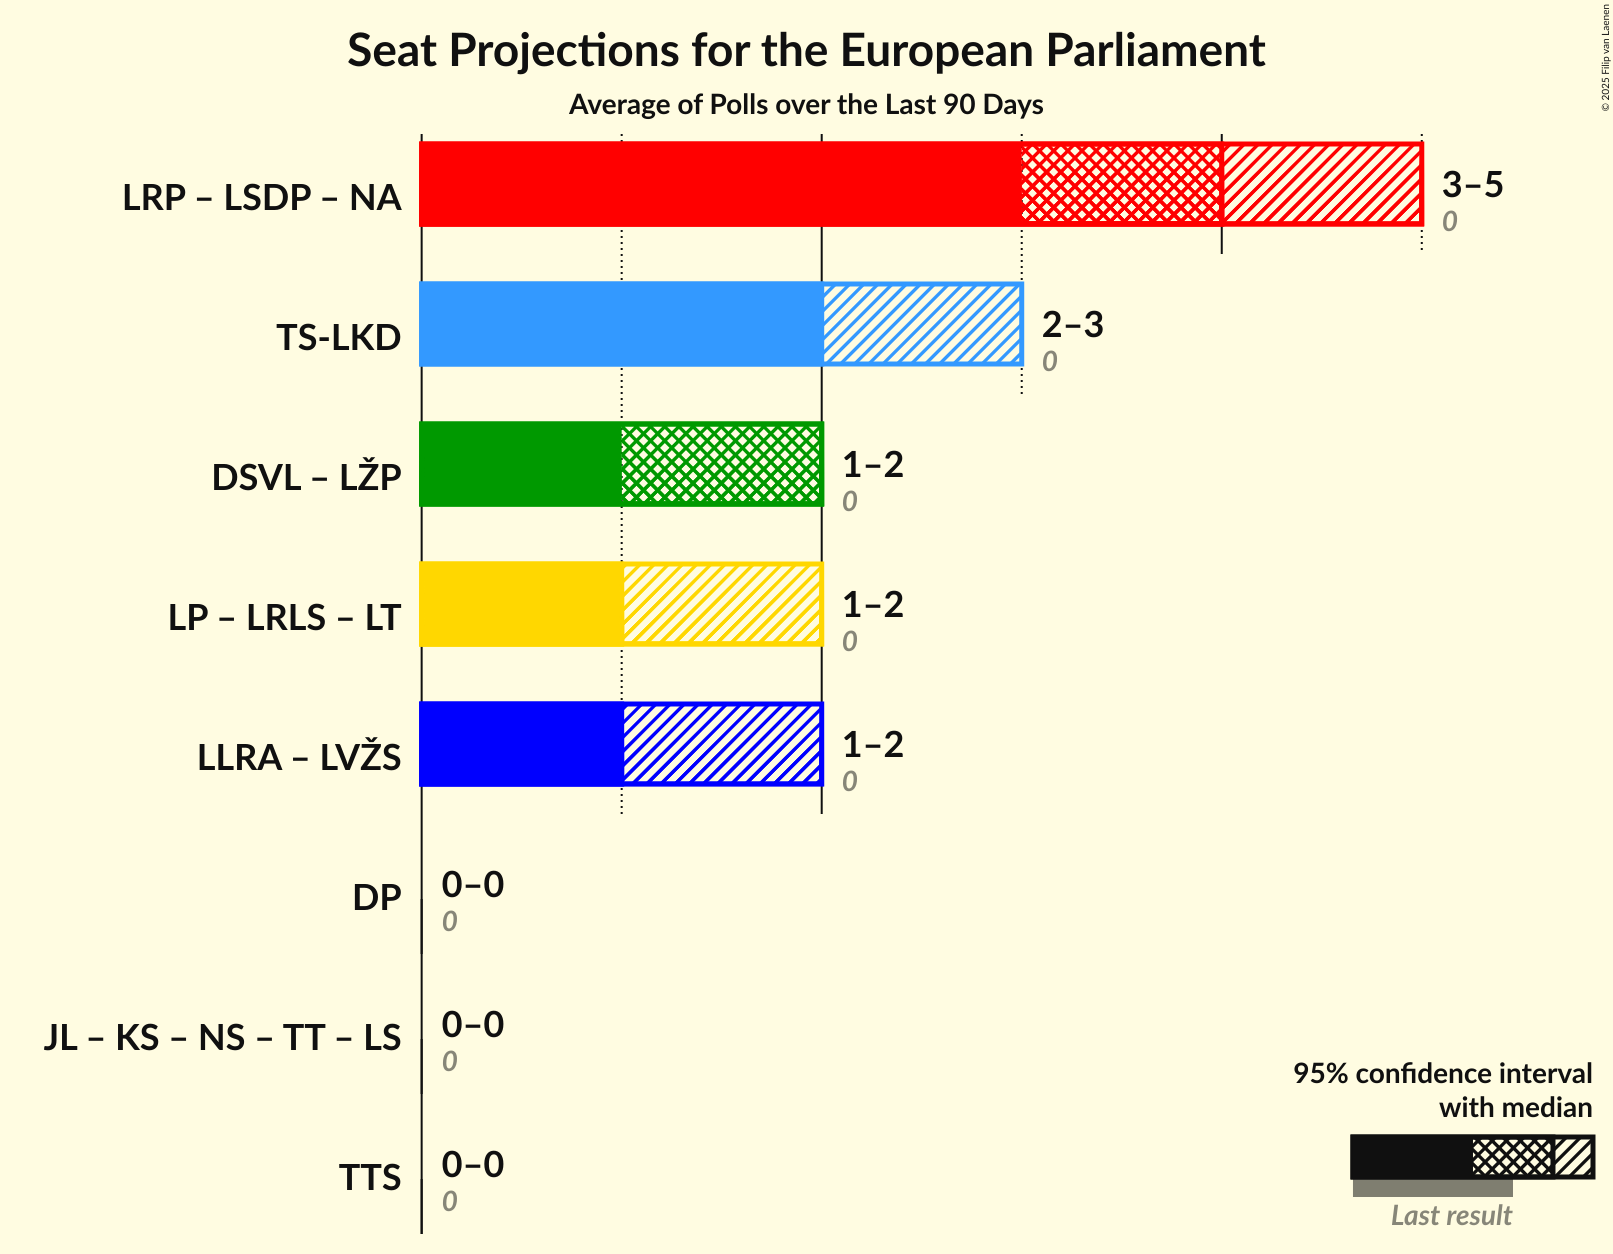 Seat Projections for the European Parliament
Average of Polls over the Last 90 Days
© 2025 Filip van Laenen
LRP – LSDP – NA
3–5
0
TS-LKD
2–3
0
DSVL – LŽP
1–2
0
LP – LRLS – LT
1–2
0
LLRA – LVŽS
1–2
0
DP
0–0
0
JL – KS – NS – TT – LS
0–0
0
TTS
0–0
0
95% confidence interval
with median
Last result